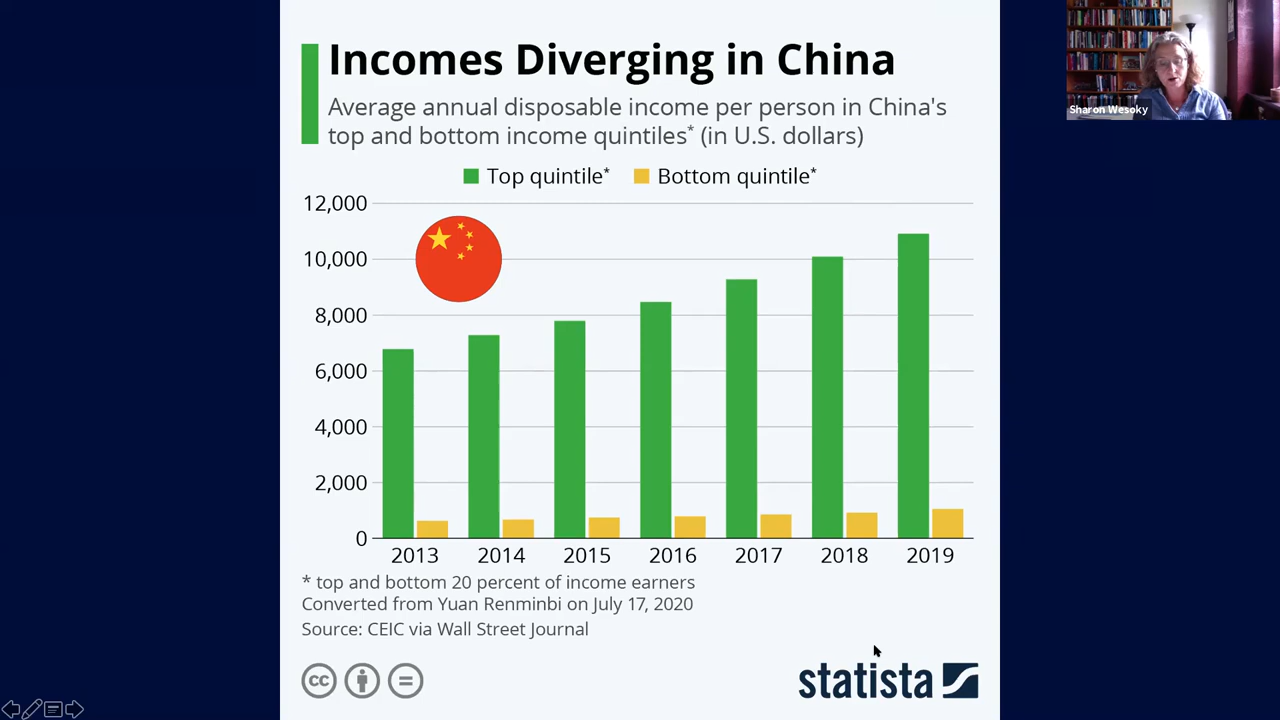 Incomes Diverging in China
Average annual disposable income per person in China's
top and bottom income quintiles* (in U.S. dollars)
Top quintile* Bottom quintile*
12,000
10,000
8,000
6,000
4,000
2,000
0
2013 2014 2015 2016 2017 2018 2019
* top and bottom 20 percent of income earners
Converted from Yuan Renminbi on July 17, 2020
Source: CEIC via Wall Street Journal
cc
statista
Sharon Wesoky